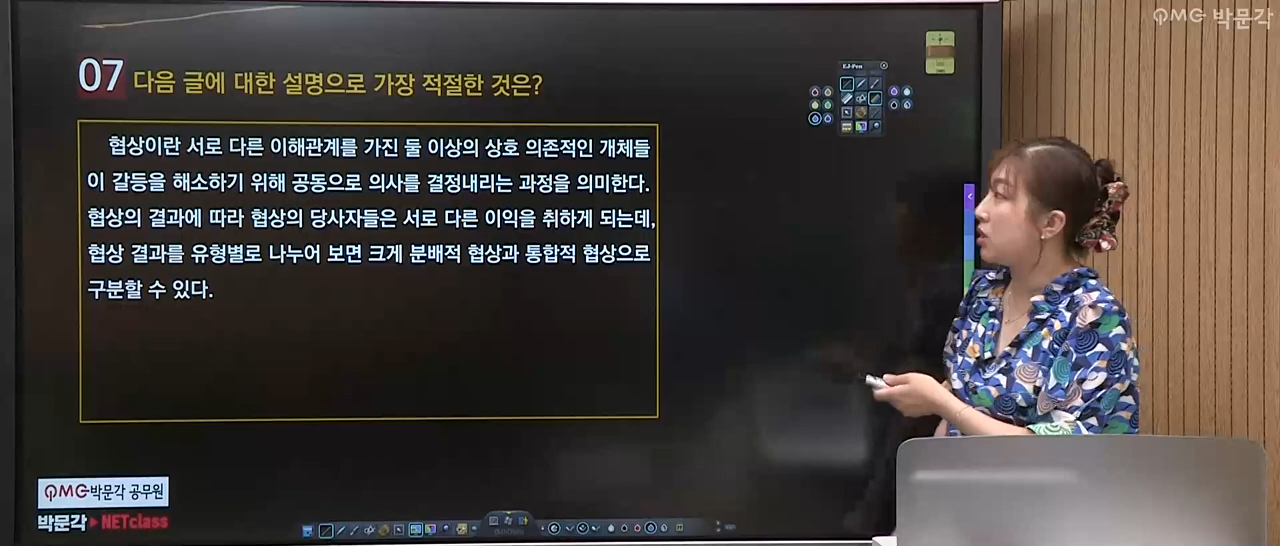 PMG 박문각
07 다음 글에 대한 설명으로 가장 적절한 것은?
EJ-Pen
협상이란 서로 다른 이해관계를 가진 둘 이상의 상호 의존적인 개체들
이 갈등을 해소하기 위해 공동으로 의사를 결정내리는 과정을 의미한다.
협상의 결과에 따라 협상의 당사자들은 서로 다른 이익을 취하게 되는데,
협상 결과를 유형별로 나누어 보면 크게 분배적 협상과 통합적 협상으로
구분할 수 있다.
PMG 박문각 공무원
박문각 NETclass